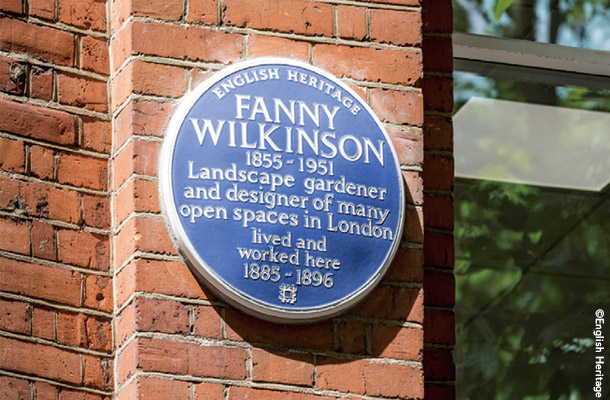 ENGLISH HERITAGE
FANNY
WILKINSON
1855 - 1951
Landscape gardener
and designer of many
open spaces in London
lived and
worked here
1885 - 1896
©English Heritage